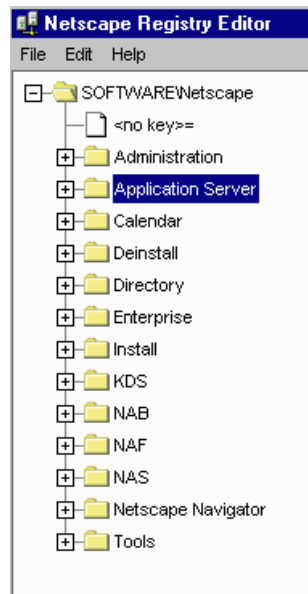 Netscape Registry Editor
File Edit Help
SOFTWARE\Netscape
<no key>=
Administration
Application Server
Calendar
Deinstall
Directory
Enterprise
Install
KDS
NAB
NAF
NAS
Netscape Navigator
Tools